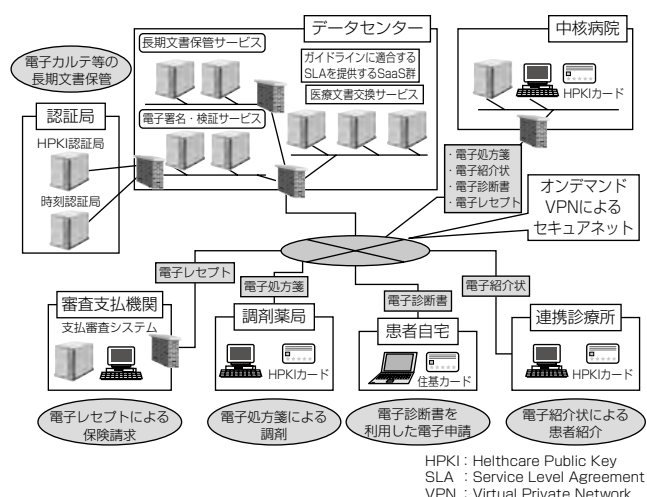 データセンター
長期文書保管サービス
ガイドラインに適合する
SLAを提供するSaaS群
医療文書交換サービス
電子署名・検証サービス
電子カルテ等の
長期文書保管
認証局
HPKI認証局
時刻認証局
中核病院
HPKIカード
・電子処方箋
・電子紹介状
・電子診断書
・電子レセプト
オンデマンド
VPNによる
セキュアネット
電子レセプト
電子処方箋
電子診断書
電子紹介状
審査支払機関
支払審査システム
調剤薬局
HPKIカード
患者自宅
住基カード
連携診療所
HPKIカード
電子レセプトによる
保険請求
電子処方箋による
調剤
電子診断書を
利用した電子申請
電子紹介状による
患者紹介
HPKI：Helthcare Public Key
SLA ：Service Level Agreement
VPN ：Virtual Private Network